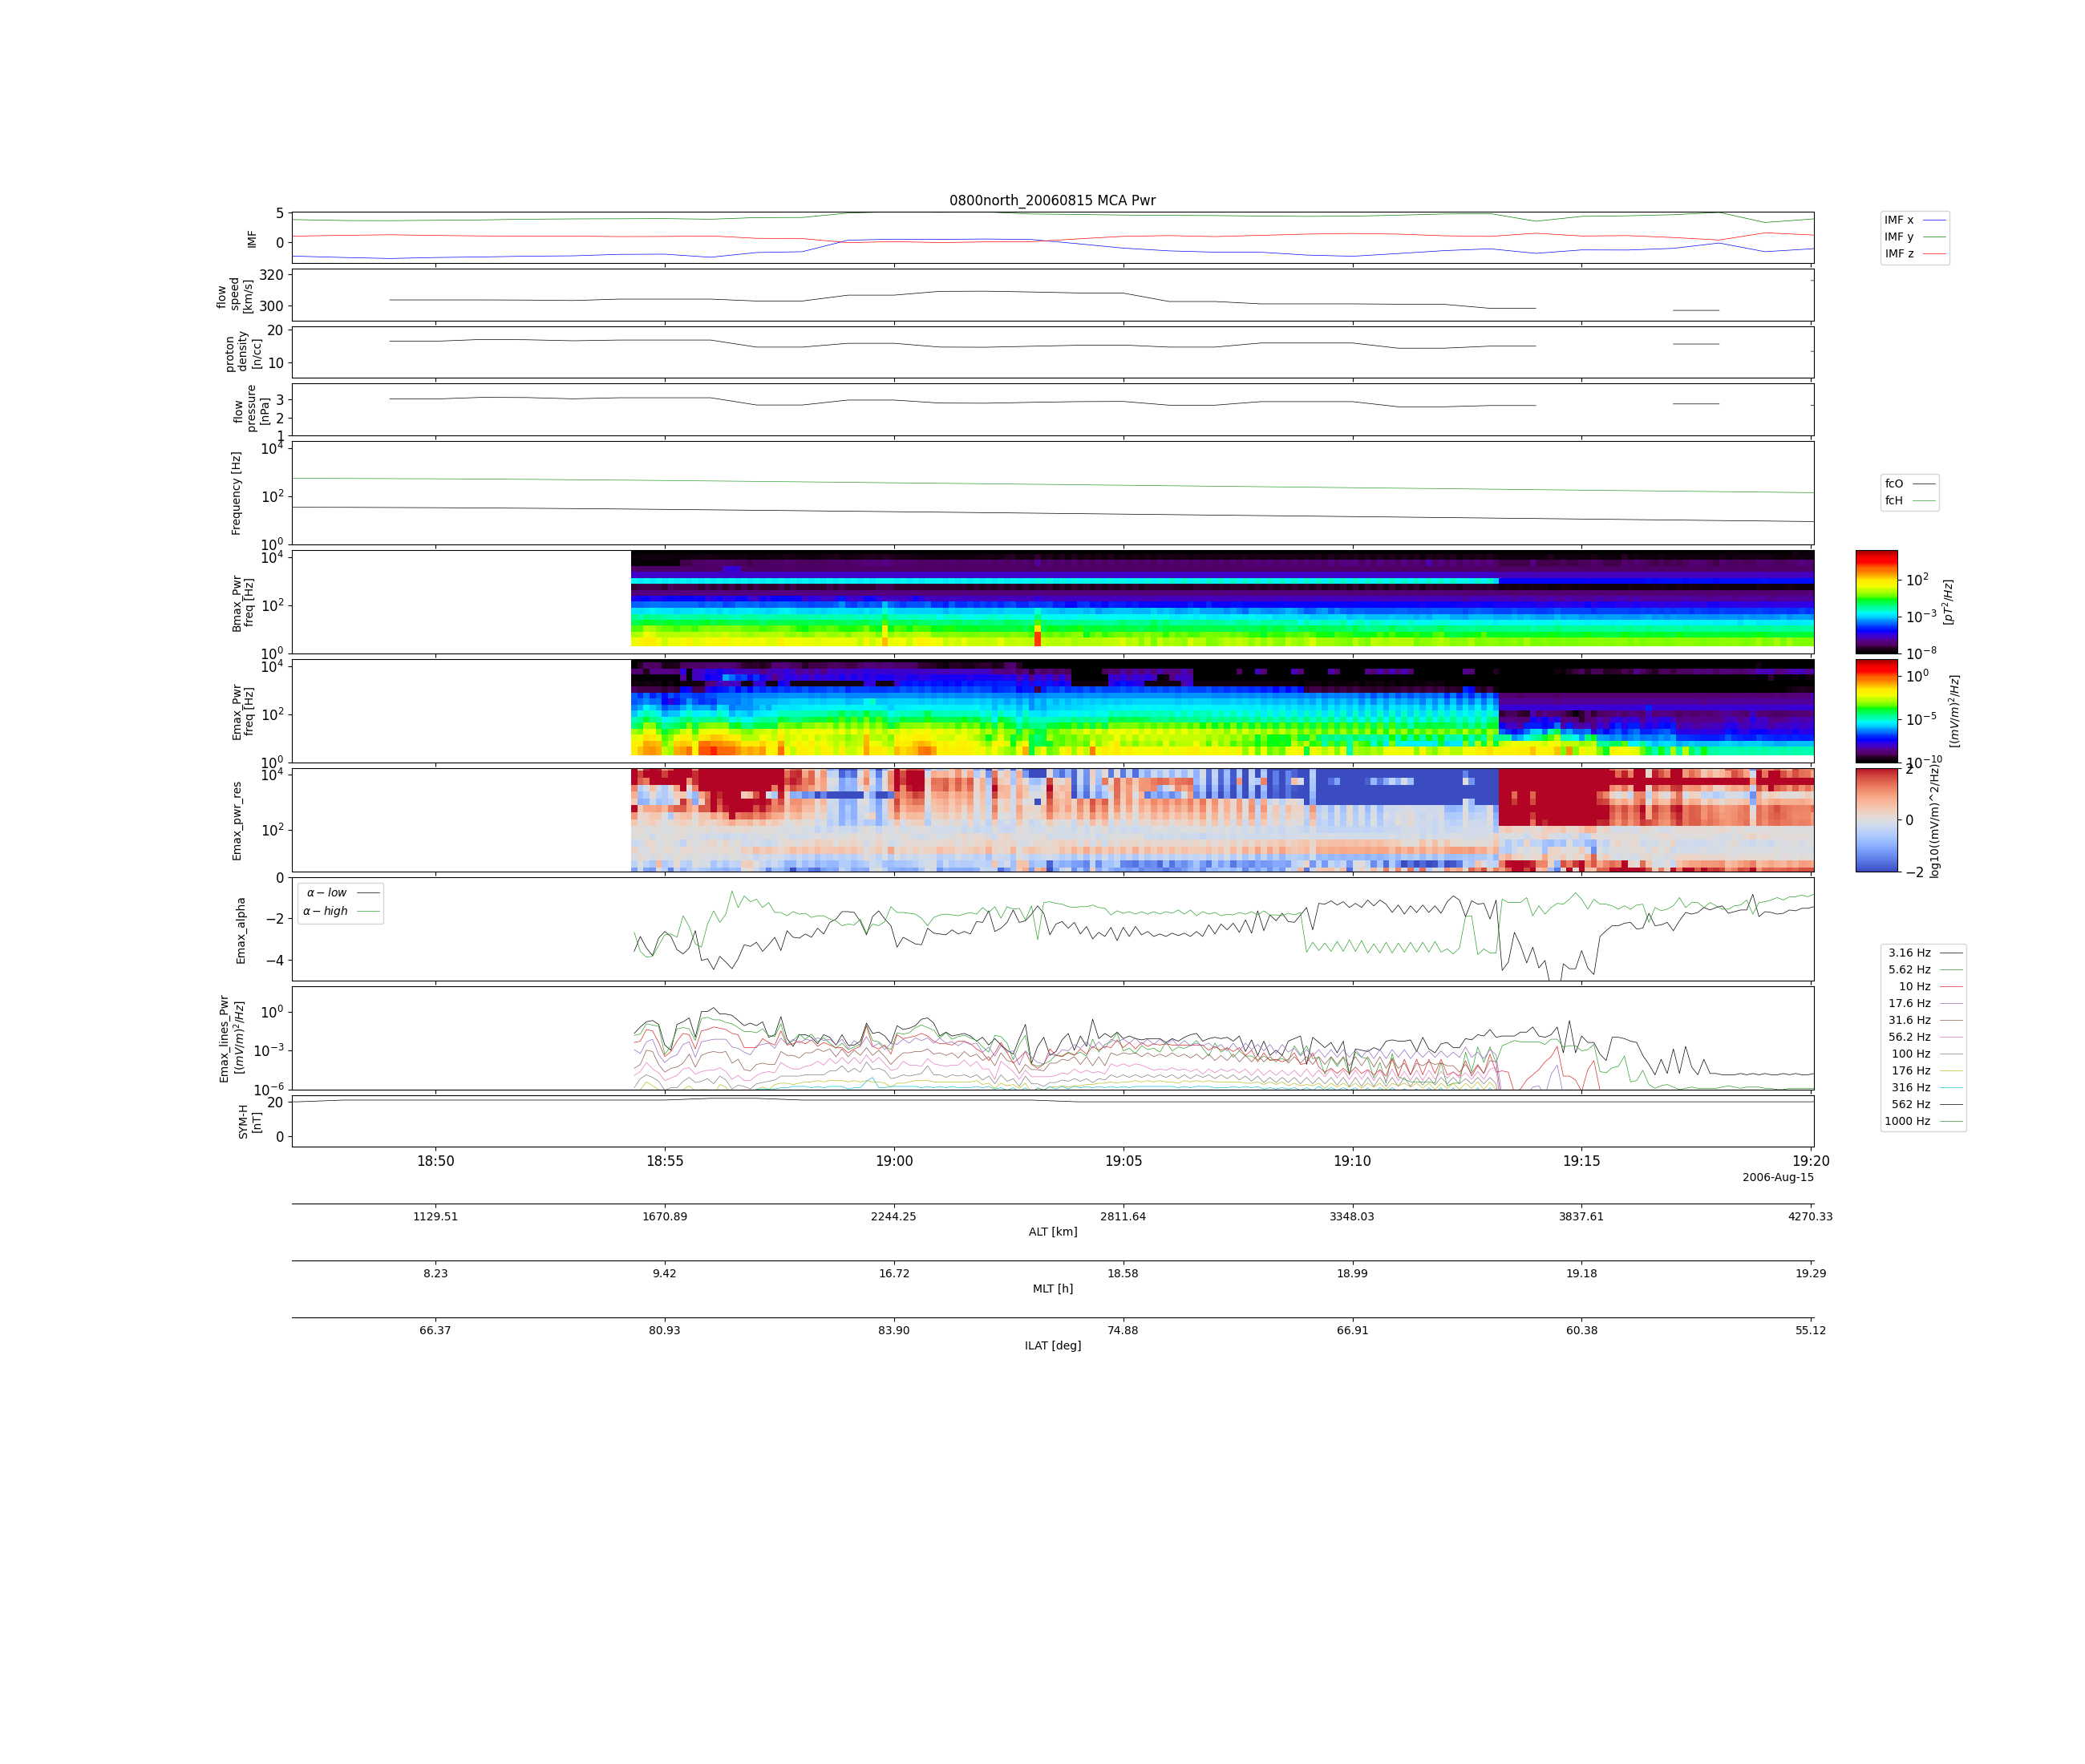 0800north_20060815 MCA Pwr
IMF
5
0
IMF x
IMF y
IMF z
flow
speed
[km/s]
320
300
proton
density
[n/cc]
20
10
flow
pressure
[nPa]
3
2
1
Frequency [Hz]
10^4
10^2
10^0
fcO
fcH
Bmax_Pwr
freq [Hz]
10^4
10^2
10^0
10^2
10^-3
10^-8
[pT^2/Hz]
Emax_Pwr
freq [Hz]
10^4
10^2
10^0
10^0
10^-5
10^-10
[(mV/m)^2/Hz]
Emax_pwr_res
10^4
10^2
2
0
−2
log10((mV/m)^2/Hz)
Emax_alpha
0
−2
−4
α − low
α − high
Emax_lines_Pwr
[(mV/m)^2/Hz]
10^0
10^-3
10^-6
3.16 Hz
5.62 Hz
10 Hz
17.6 Hz
31.6 Hz
56.2 Hz
100 Hz
176 Hz
316 Hz
562 Hz
1000 Hz
SYM-H
[nT]
20
0
18:50 18:55 19:00 19:05 19:10 19:15 19:20
2006-Aug-15
1129.51 1670.89 2244.25 2811.64 3348.03 3837.61 4270.33
ALT [km]
8.23 9.42 16.72 18.58 18.99 19.18 19.29
MLT [h]
66.37 80.93 83.90 74.88 66.91 60.38 55.12
ILAT [deg]